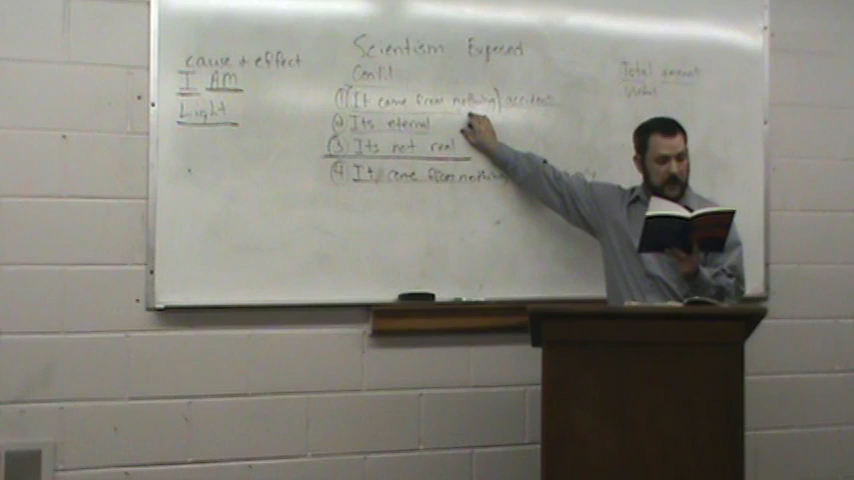 cause + effect
I AM
Light
Scientism Exposed
Cont'd
(1) It came from nothing} accident
(2) Its eternal
(3) Its not real
(4) It came from nothing
Total amount